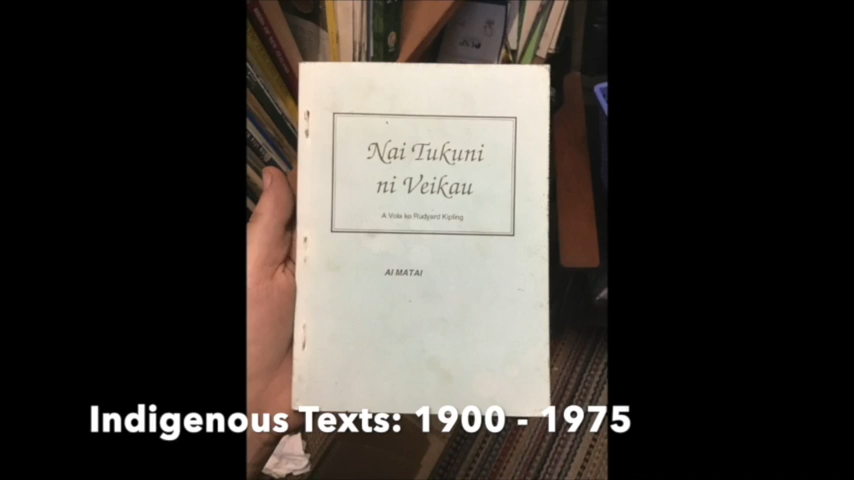 Nai Tukuni
ni Veikau
A Vola ko Rudyard Kipling
AI MATAI
Indigenous Texts: 1900 - 1975